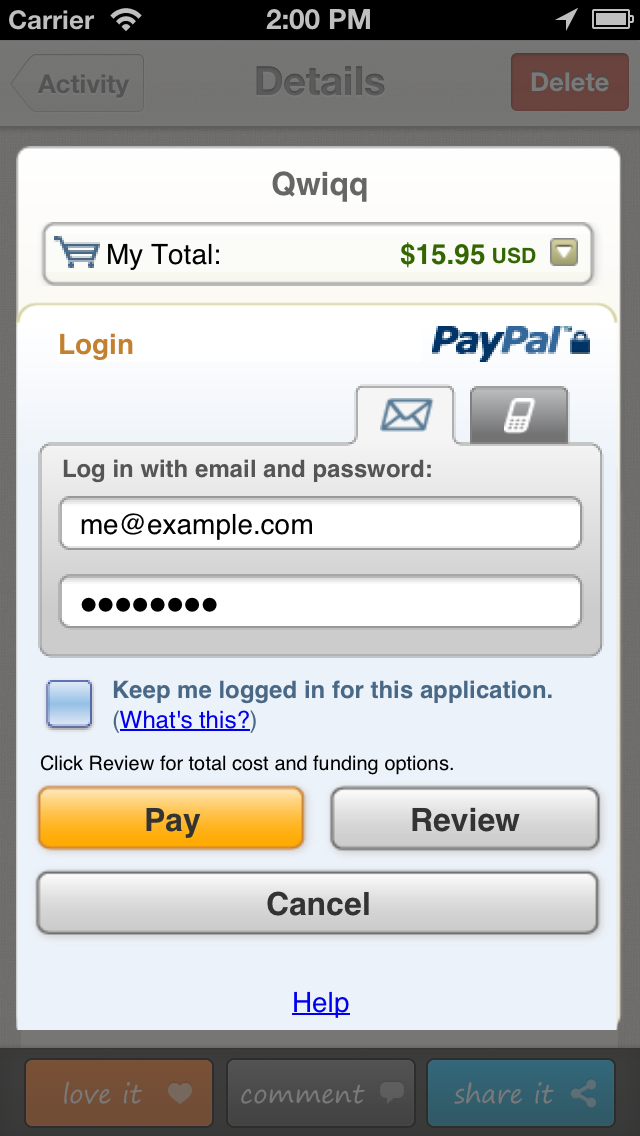 Carrier 2:00 PM
Activity Details Delete
Qwiqq
My Total: $15.95 USD
Login PayPal™
Log in with email and password:
me@example.com
●●●●●●●●
Keep me logged in for this application.
(What's this?)
Click Review for total cost and funding options.
Pay Review
Cancel
Help
love it comment share it